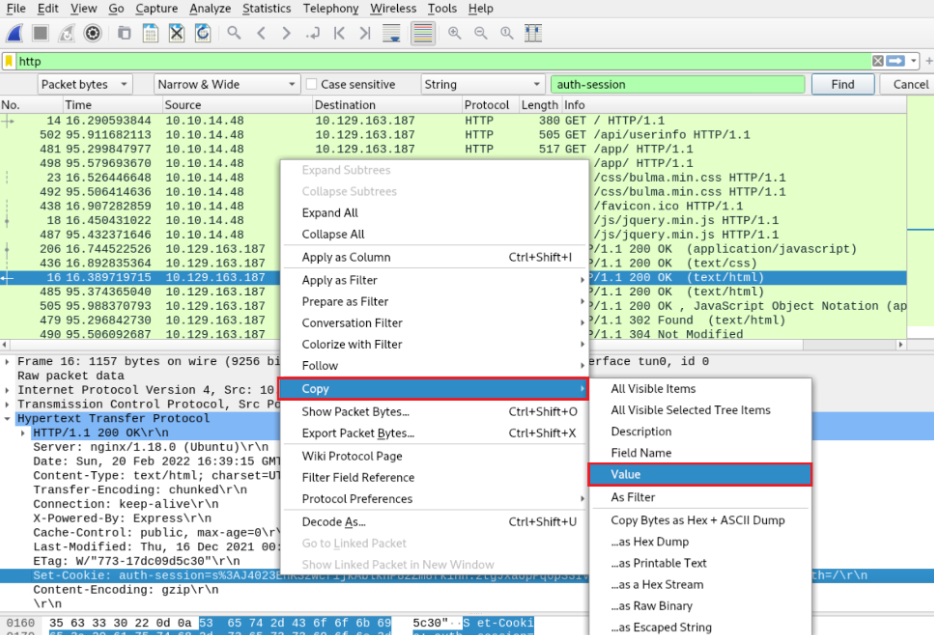 File Edit View Go Capture Analyze Statistics Telephony Wireless Tools Help
http
Packet bytes Narrow & Wide Case sensitive String auth-session Find Cancel
No. Time Source Destination Protocol Length Info
14 16.290593844 10.10.14.48 10.129.163.187 HTTP 380 GET / HTTP/1.1
502 95.911682113 10.10.14.48 10.129.163.187 HTTP 505 GET /api/userinfo HTTP/1.1
481 95.299847977 10.10.14.48 10.129.163.187 HTTP 517 GET /app/ HTTP/1.1
498 95.579693670 10.10.14.48 /app/ HTTP/1.1
23 16.526446648 10.10.14.48 /css/bulma.min.css HTTP/1.1
492 95.506414636 10.10.14.48 /css/bulma.min.css HTTP/1.1
438 16.907282859 10.10.14.48 /favicon.ico HTTP/1.1
18 16.450431022 10.10.14.48 /js/jquery.min.js HTTP/1.1
487 95.432371646 10.10.14.48 /js/jquery.min.js HTTP/1.1
206 16.744522526 10.129.163.187 P/1.1 200 OK (application/javascript)
436 16.892835364 10.129.163.187 P/1.1 200 OK (text/css)
16 16.389719715 10.129.163.187 P/1.1 200 OK (text/html)
485 95.374365040 10.129.163.187 P/1.1 200 OK (text/html)
505 95.988370793 10.129.163.187 P/1.1 200 OK , JavaScript Object Notation (ap
479 95.296842730 10.129.163.187 P/1.1 302 Found (text/html)
490 95.506092687 10.129.163.187 P/1.1 304 Not Modified
Expand Subtrees
Collapse Subtrees
Expand All
Collapse All
Apply as Column Ctrl+Shift+I
Apply as Filter
Prepare as Filter
Conversation Filter
Colorize with Filter
Follow
Copy
Show Packet Bytes… Ctrl+Shift+O
Export Packet Bytes… Ctrl+Shift+X
Wiki Protocol Page
Filter Field Reference
Protocol Preferences
Decode As… Ctrl+Shift+U
Go to Linked Packet
Show Linked Packet in New Window
All Visible Items
All Visible Selected Tree Items
Description
Field Name
Value
As Filter
Copy Bytes as Hex + ASCII Dump
…as Hex Dump
…as Printable Text
…as a Hex Stream
…as Raw Binary
…as Escaped String
Frame 16: 1157 bytes on wire (9256 bi erface tun0, id 0
Raw packet data
Internet Protocol Version 4, Src: 10
Transmission Control Protocol, Src Po
Hypertext Transfer Protocol
HTTP/1.1 200 OK\r\n
Server: nginx/1.18.0 (Ubuntu)\r\n
Date: Sun, 20 Feb 2022 16:39:15 GMT
Content-Type: text/html; charset=UT
Transfer-Encoding: chunked\r\n
Connection: keep-alive\r\n
X-Powered-By: Express\r\n
Cache-Control: public, max-age=0\r\
Last-Modified: Thu, 16 Dec 2021 00:
ETag: W/"773-17dc09d5c30"\r\n
Set-Cookie: th=/\r\n
Content-Encoding: gzip\r\n
\r\n
0160 35 63 33 30 22 0d 0a 53 65 74 2d 43 6f 6f 6b 69 5c30"··S et-Cooki